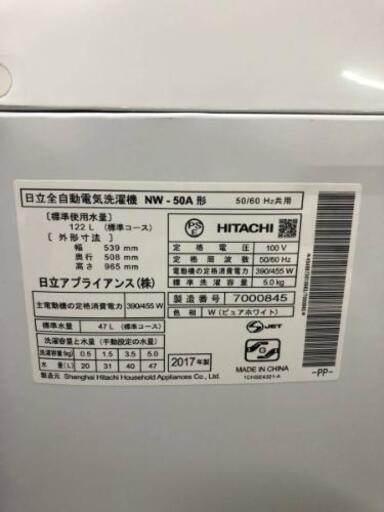 日立全自動電気洗濯機 NW-50A 形 50/60 Hz共用
〔標準使用水量〕
122 L (標準コース)
〔外形寸法〕
幅 539 mm
奥行 508 mm
高さ 965 mm
日立アプライアンス(株)
主電動機の定格消費電力 390/455 W
PS E HITACHI
定格電圧 100 V
定格周波数 50/60 Hz
電動機の定格消費電力 390/455 W
標準洗濯容量 5.0 kg
製造番号 7000845
色相 W (ピュアホワイト)
標準水量 47 L (標準コース)
洗濯容量と水量 (手動設定の水量)
洗濯容量(kg) 0.5 1.5 3.5 5.0
水量(L) 20 31 40 47
2017年製
JET
MADE IN CHINA
1CHSE4321-A
製造元 Shanghai Hitachi Household Appliances Co., Ltd.
-PP-